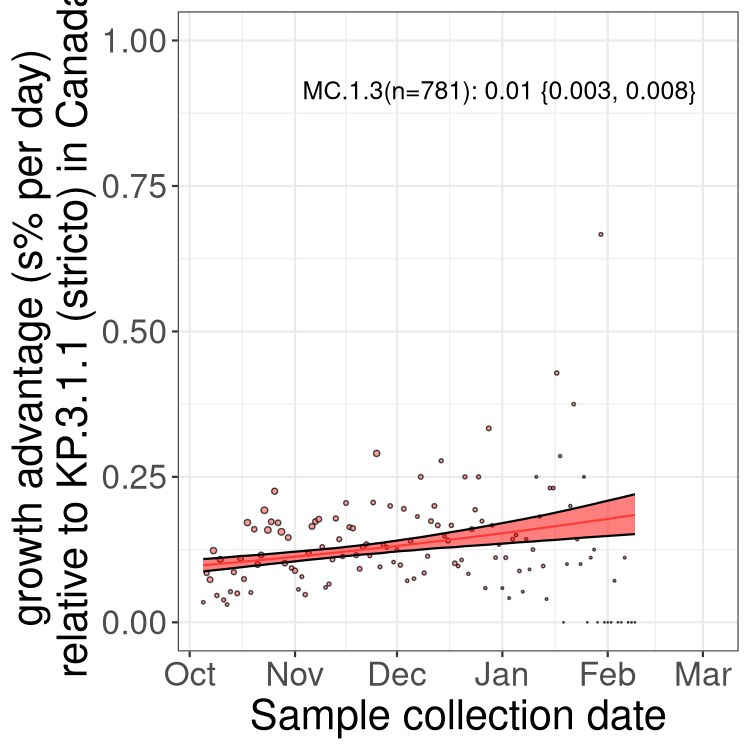 growth advantage (s% per day)
relative to KP.3.1.1 (stricto) in Canada
1.00
0.75
0.50
0.25
0.00
MC.1.3(n=781): 0.01 {0.003, 0.008}
Oct Nov Dec Jan Feb Mar
Sample collection date